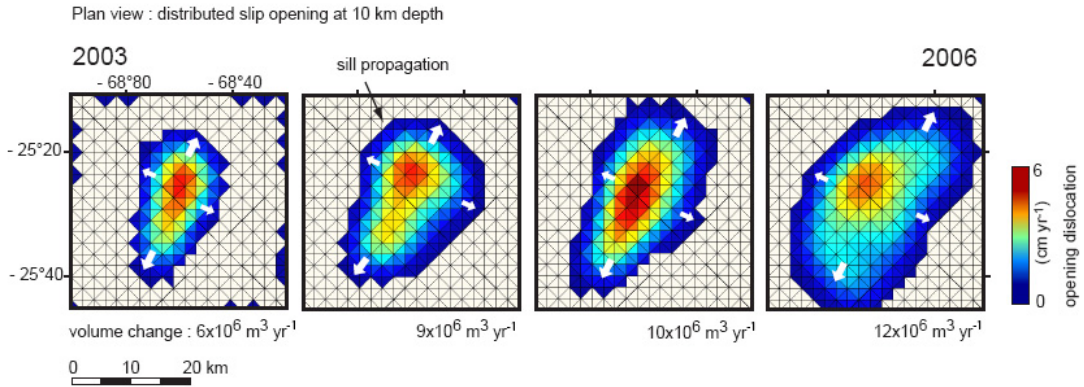 Plan view : distributed slip opening at 10 km depth
2003
2006
- 68°80
- 68°40
sill propagation
- 25°20
- 25°40
6
0
opening dislocation
(cm yr-¹)
volume change : 6x10⁶ m³ yr-¹
9x10⁶ m³ yr-¹
10x10⁶ m³ yr-¹
12x10⁶ m³ yr-¹
0 10 20 km